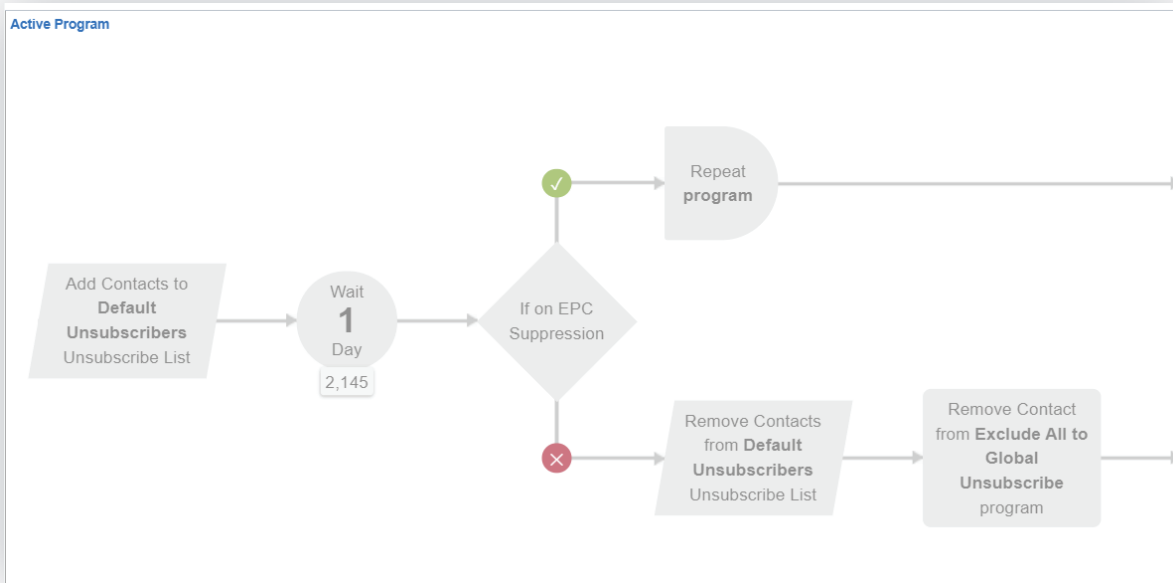 Active Program
Add Contacts to
Default
Unsubscribers
Unsubscribe List
Wait
1
Day
2,145
If on EPC
Suppression
Repeat
program
Remove Contacts
from Default
Unsubscribers
Unsubscribe List
Remove Contact
from Exclude All to
Global
Unsubscribe
program